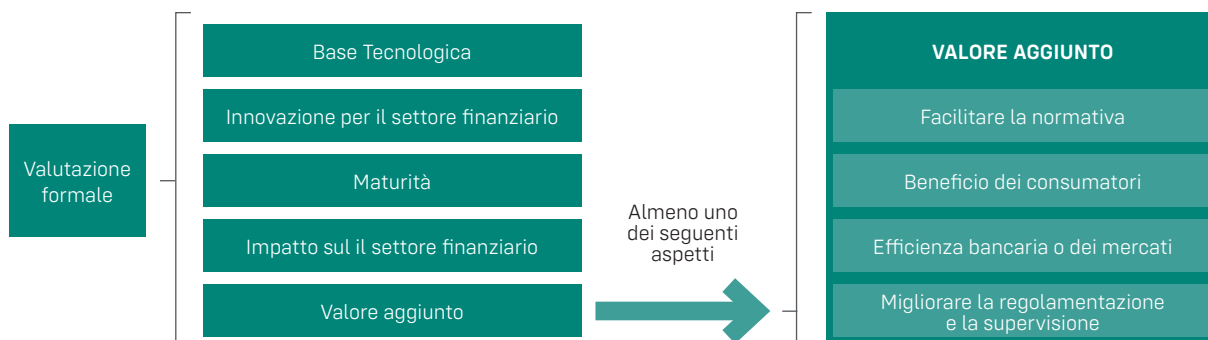 Valutazione
formale
Base Tecnologica
Innovazione per il settore finanziario
Maturità
Impatto sul il settore finanziario
Valore aggiunto
Almeno uno
dei seguenti
aspetti
VALORE AGGIUNTO
Facilitare la normativa
Beneficio dei consumatori
Efficienza bancaria o dei mercati
Migliorare la regolamentazione
e la supervisione